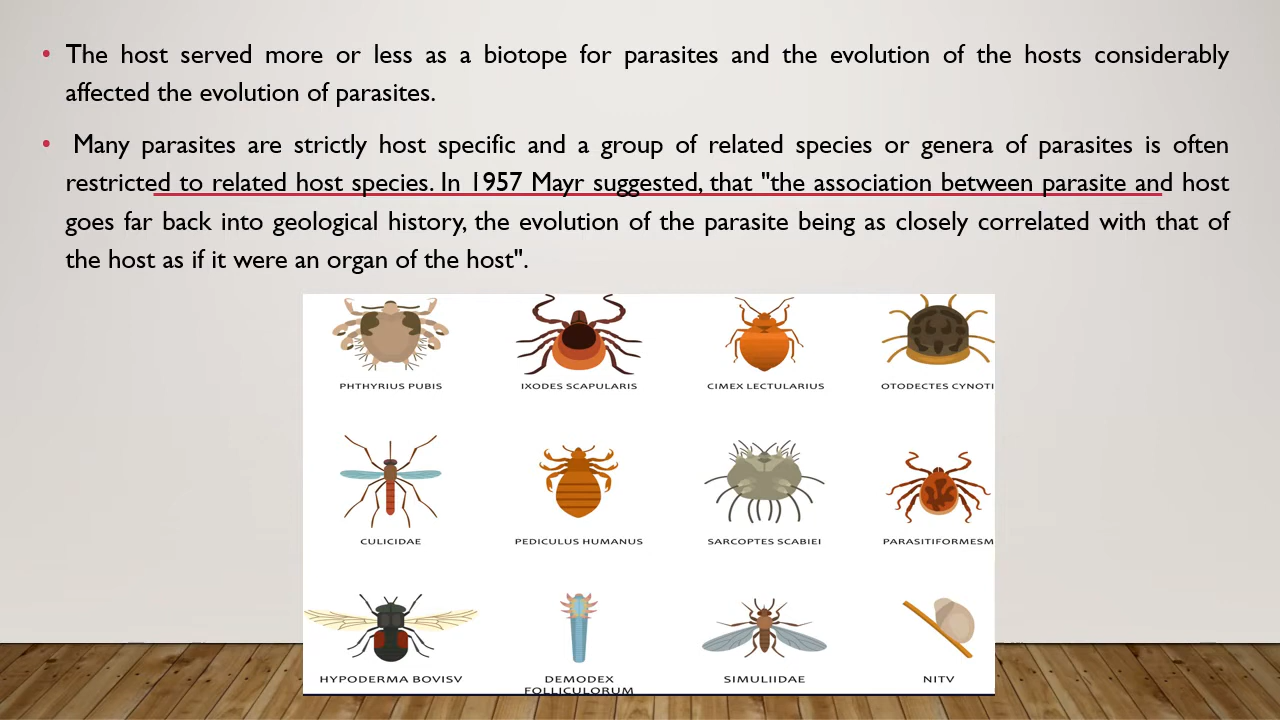 • The host served more or less as a biotope for parasites and the evolution of the hosts considerably
affected the evolution of parasites.
• Many parasites are strictly host specific and a group of related species or genera of parasites is often
restricted to related host species. In 1957 Mayr suggested, that "the association between parasite and host
goes far back into geological history, the evolution of the parasite being as closely correlated with that of
the host as if it were an organ of the host".
PHTHYRIUS PUBIS
IXODES SCAPULARIS
CIMEX LECTULARIUS
OTODECTES CYNOTI
CULICIDAE
PEDICULUS HUMANUS
SARCOPTES SCABIEI
PARASITIFORMESM
HYPODERMA BOVISV
DEMODEX
FOLLICULORUM
SIMULIIDAE
NITV